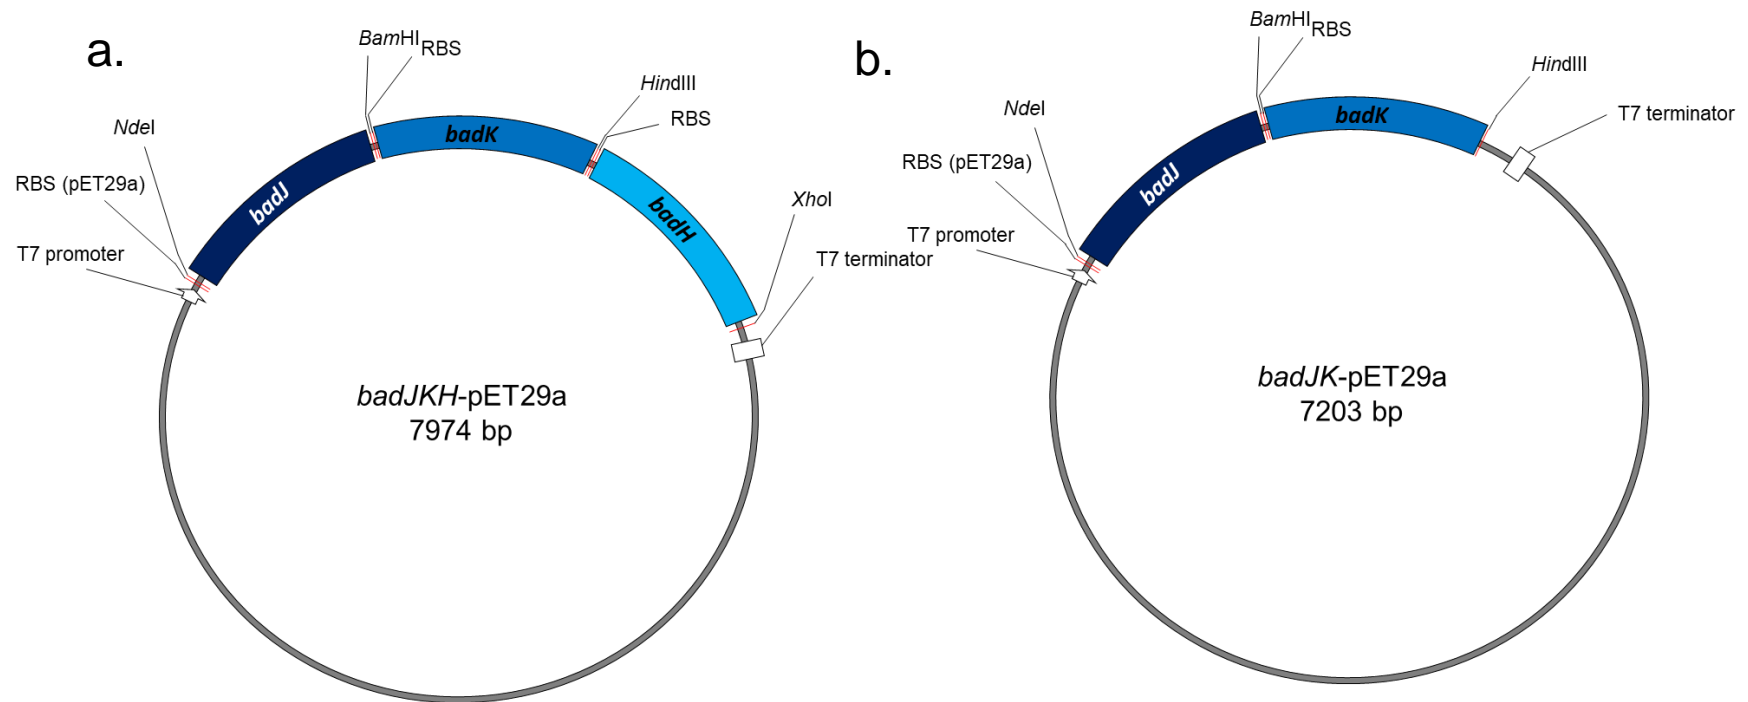 a.
BamHI
RBS
HindIII
RBS
NdeI
RBS (pET29a)
T7 promoter
badJ
badK
badH
XhoI
T7 terminator
badJKH-pET29a
7974 bp
b.
BamHI
RBS
HindIII
T7 terminator
NdeI
RBS (pET29a)
T7 promoter
badJ
badK
badJK-pET29a
7203 bp